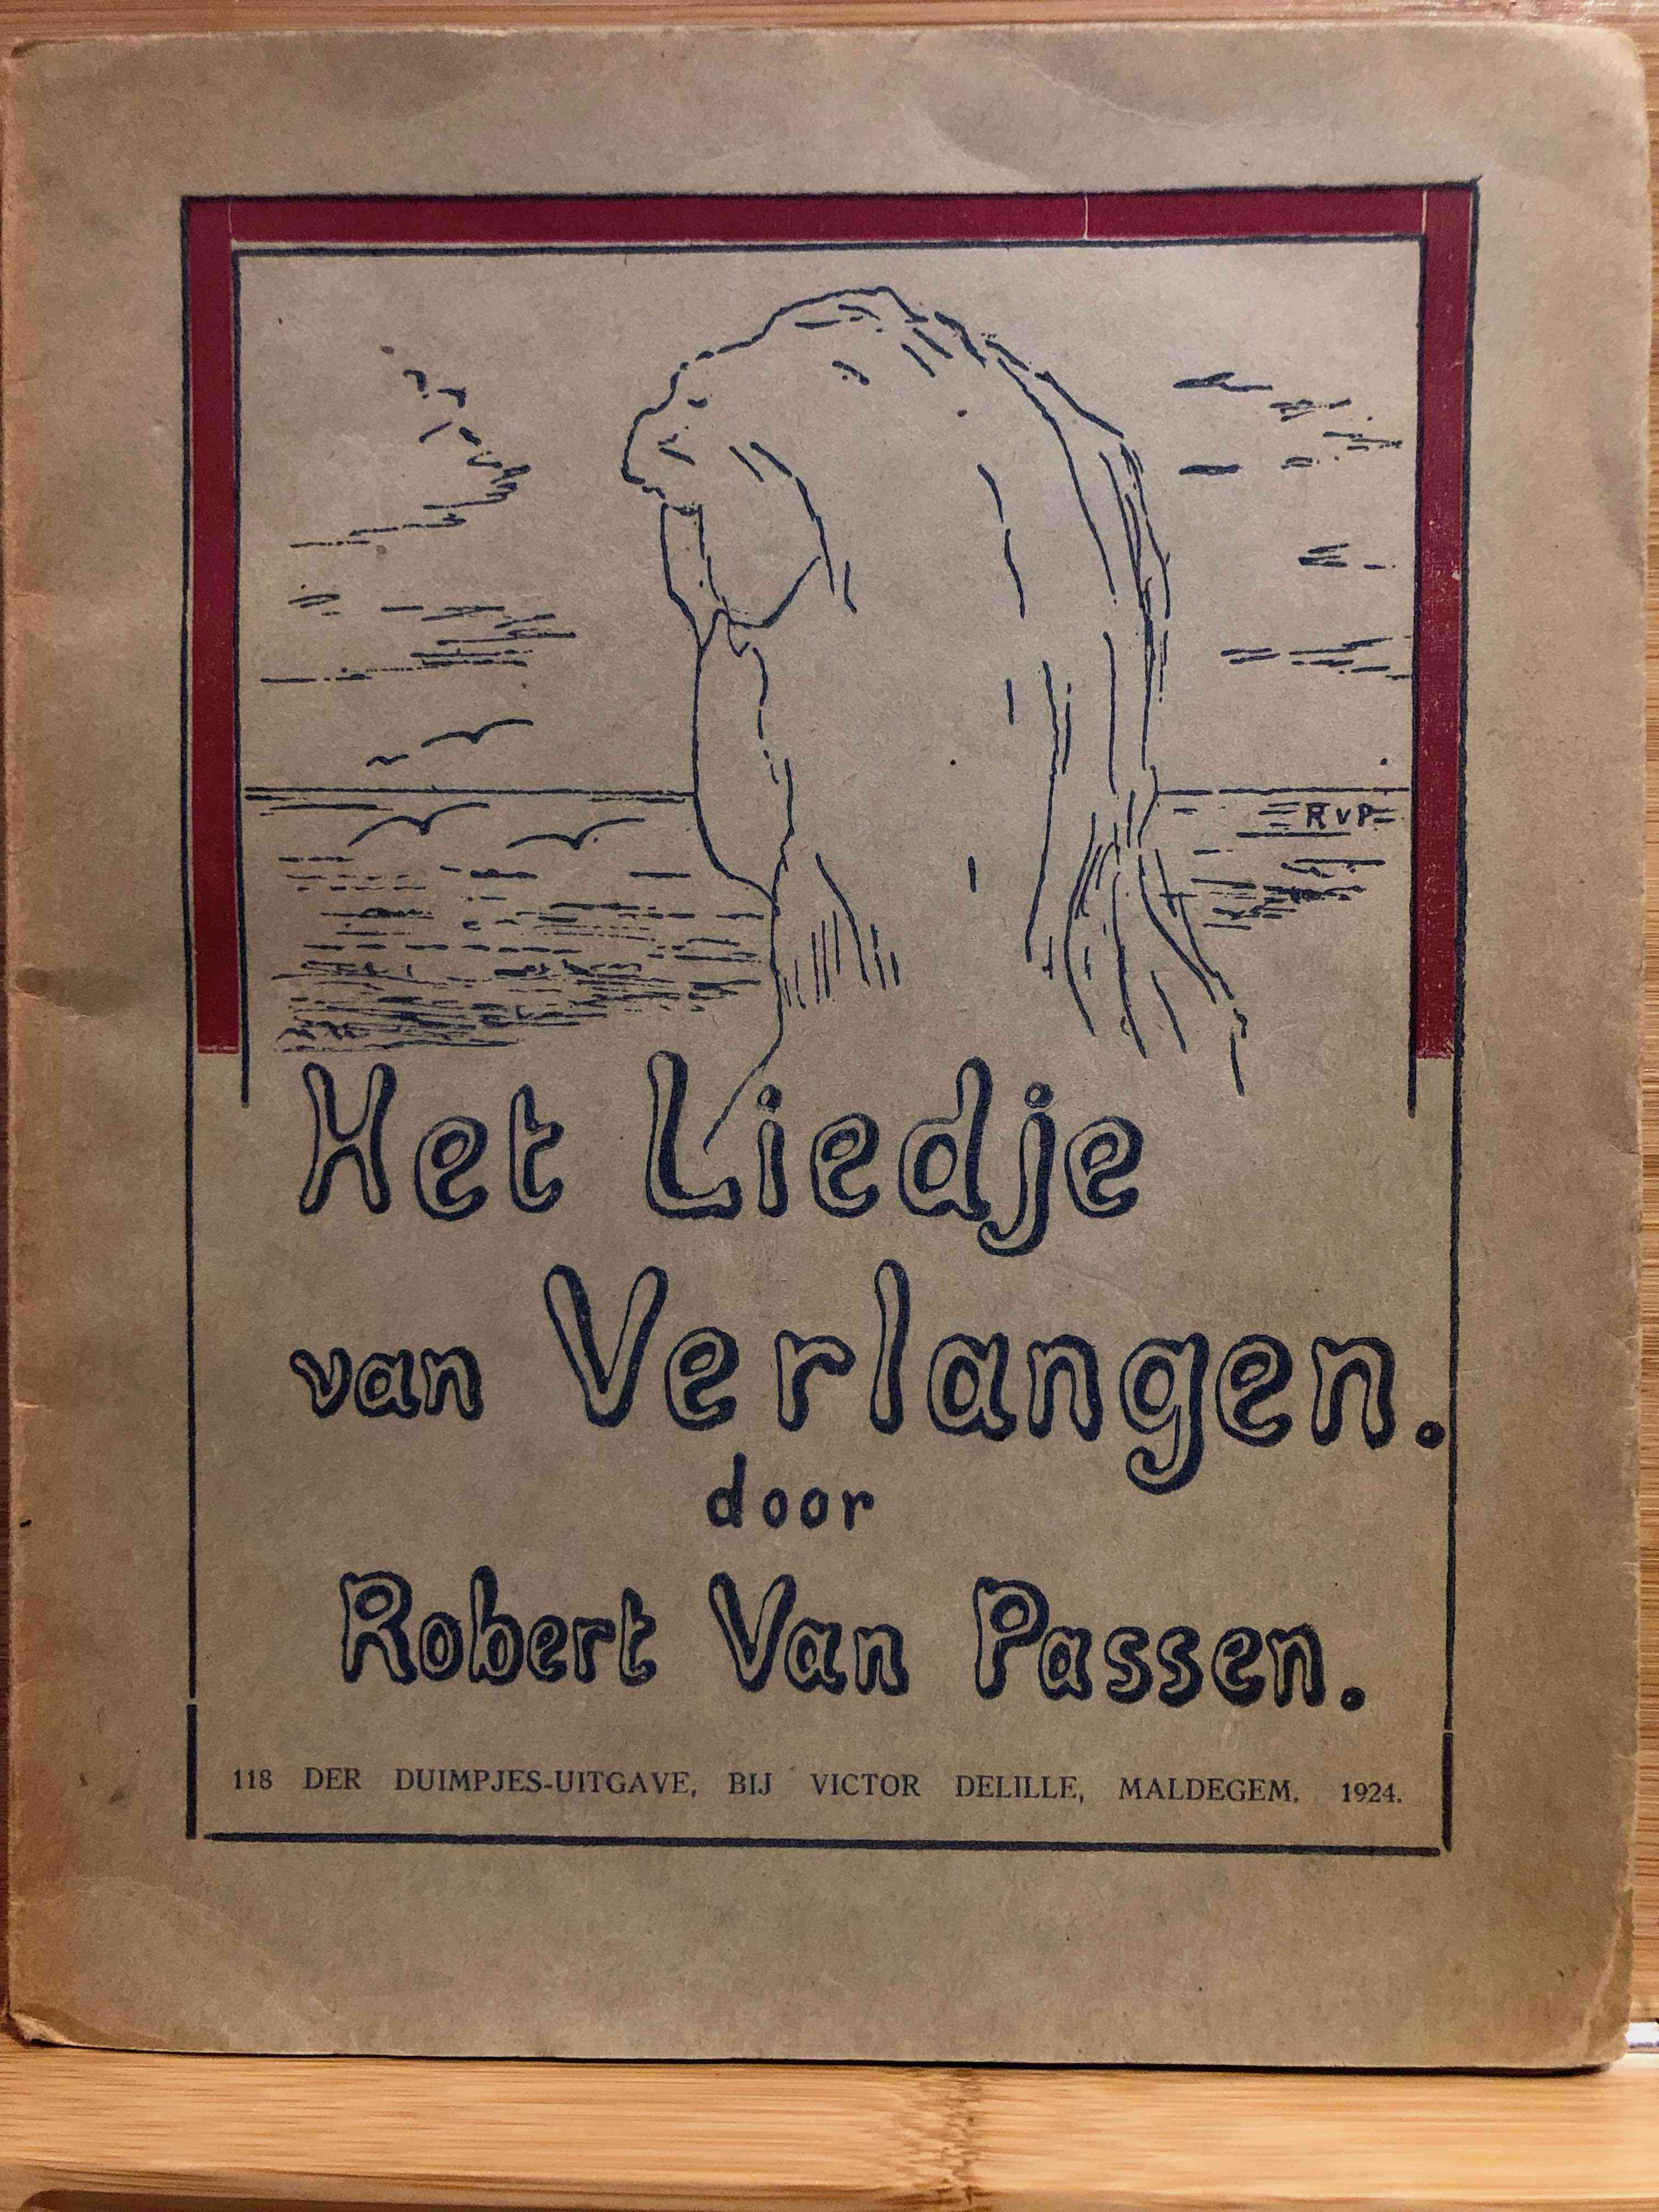 RvP
Het Liedje
van Verlangen.
door
Robert Van Passen.
118 DER DUIMPJES-UITGAVE, BIJ VICTOR DELILLE, MALDEGEM. 1924.